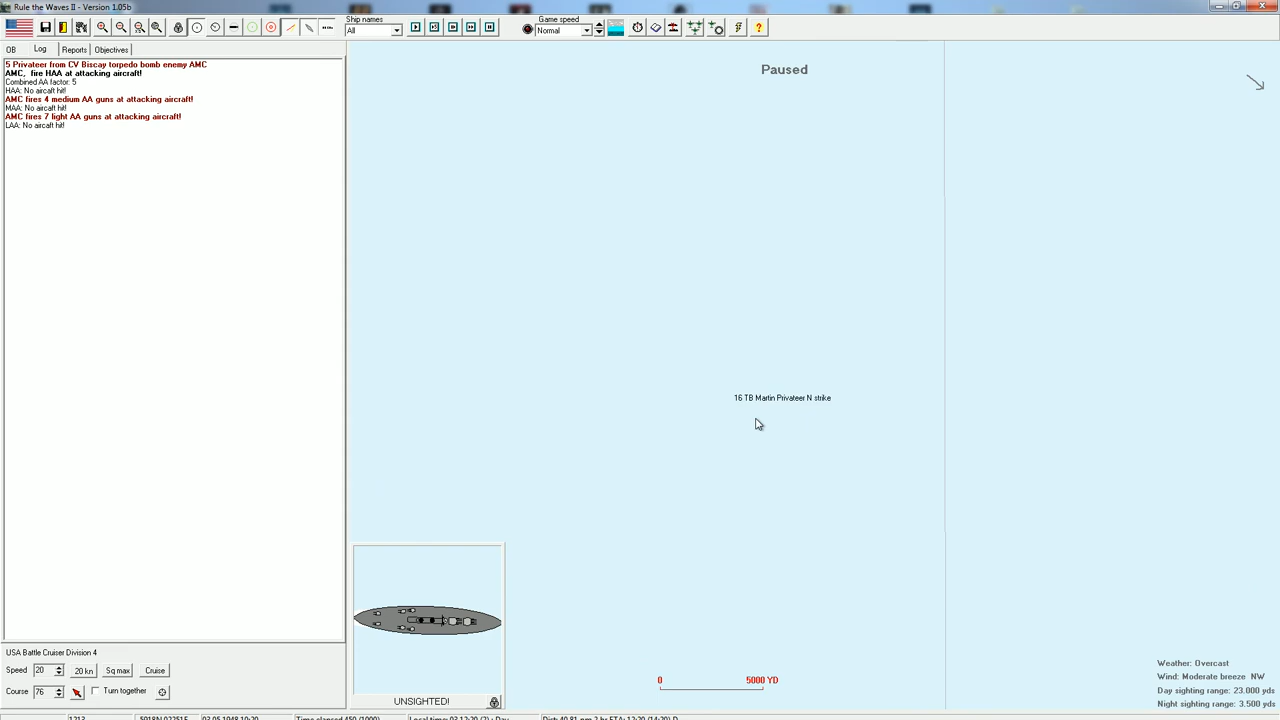 Rule the Waves II - Version 1.05b
Ship names
All
Game speed
Normal
OB Log Reports Objectives
5 Privateer from CV Biscay torpedo bomb enemy AMC
AMC, fire HAA at attacking aircraft!
Combined AA factor: 5
HAA: No aircaft hit!
AMC fires 4 medium AA guns at attacking aircraft!
MAA: No aircaft hit!
AMC fires 7 light AA guns at attacking aircraft!
LAA: No aircaft hit!
Paused
16 TB Martin Privateer N strike
UNSIGHTED!
0 5000 YD
Weather: Overcast
Wind: Moderate breeze NW
Day sighting range: 23.000 yds
Night sighting range: 3.500 yds
USA Battle Cruiser Division 4
Speed 20 20 kn Sq max Cruise
Course 76 Turn together